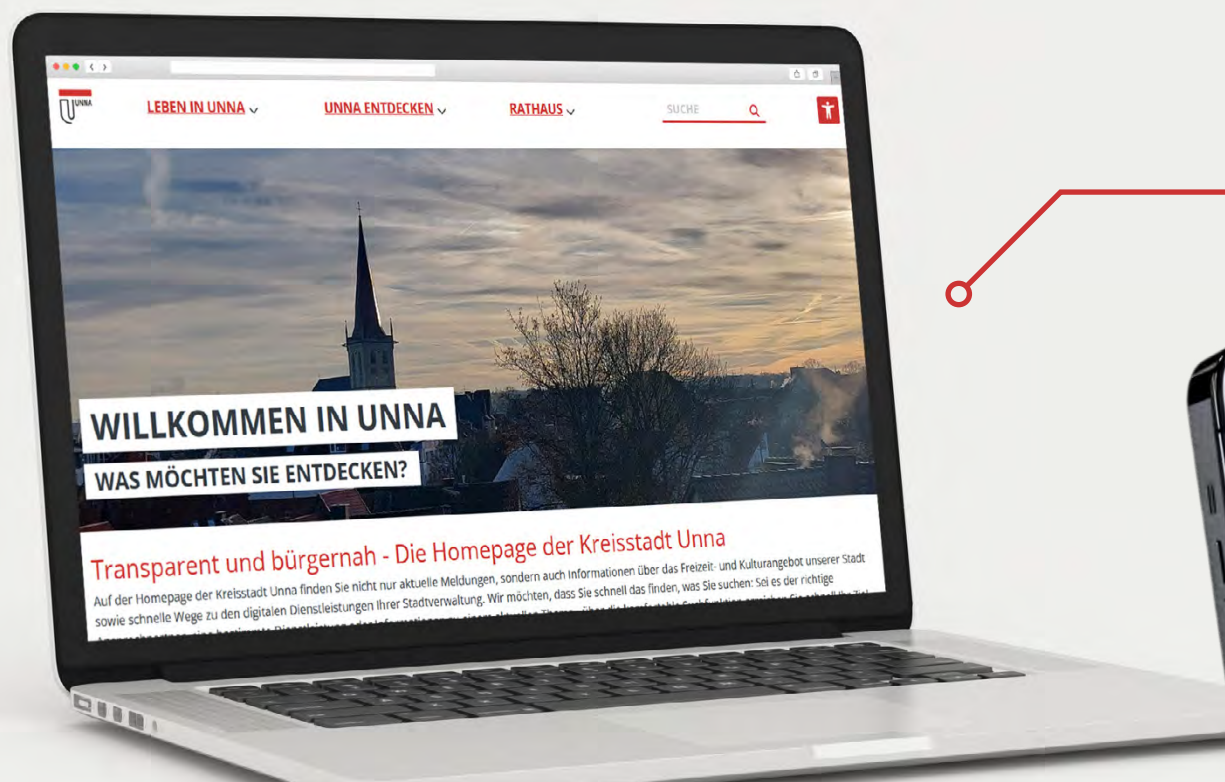 UNNA
LEBEN IN UNNA
UNNA ENTDECKEN
RATHAUS
SUCHE
WILLKOMMEN IN UNNA
WAS MÖCHTEN SIE ENTDECKEN?
Transparent und bürgernah - Die Homepage der Kreisstadt Unna
Auf der Homepage der Kreisstadt Unna finden Sie nicht nur aktuelle Meldungen, sondern auch Informationen über das Freizeit- und Kulturangebot unserer Stadt
sowie schnelle Wege zu den digitalen Dienstleistungen Ihrer Stadtverwaltung. Wir möchten, dass Sie schnell das finden, was Sie suchen: Sei es der richtige